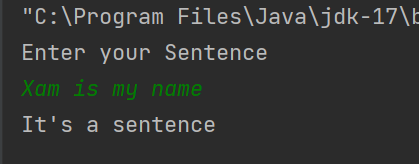 "C:\Program Files\Java\jdk-17\b
Enter your Sentence
Xam is my name
It's a sentence